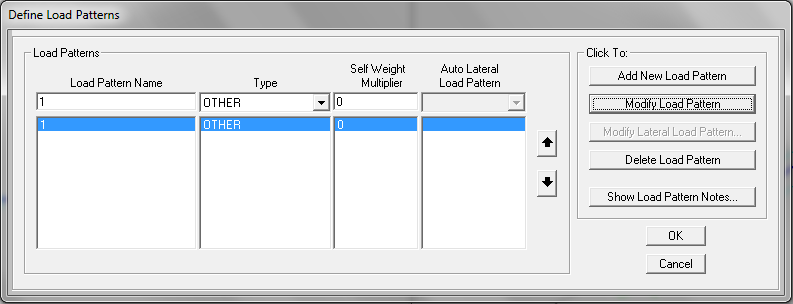 Define Load Patterns
Load Patterns
Click To:
Load Pattern Name
Type
Self Weight
Multiplier
Auto Lateral
Load Pattern
1
OTHER
0
1
OTHER
0
Add New Load Pattern
Modify Load Pattern
Modify Lateral Load Pattern...
Delete Load Pattern
Show Load Pattern Notes...
OK
Cancel